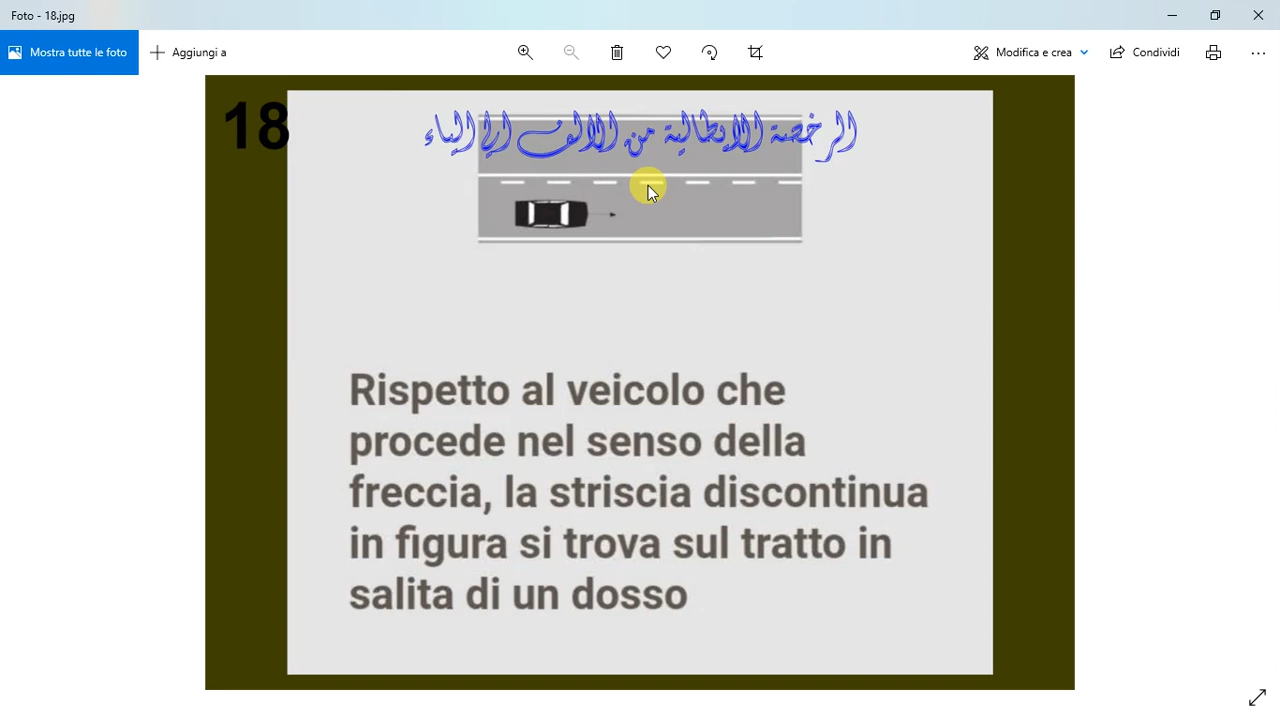 Foto - 18.jpg
Mostra tutte le foto
Aggiungi a
Modifica e crea
Condividi
18
الرخصة الإيطالية من الالف الى الياء
Rispetto al veicolo che
procede nel senso della
freccia, la striscia discontinua
in figura si trova sul tratto in
salita di un dosso